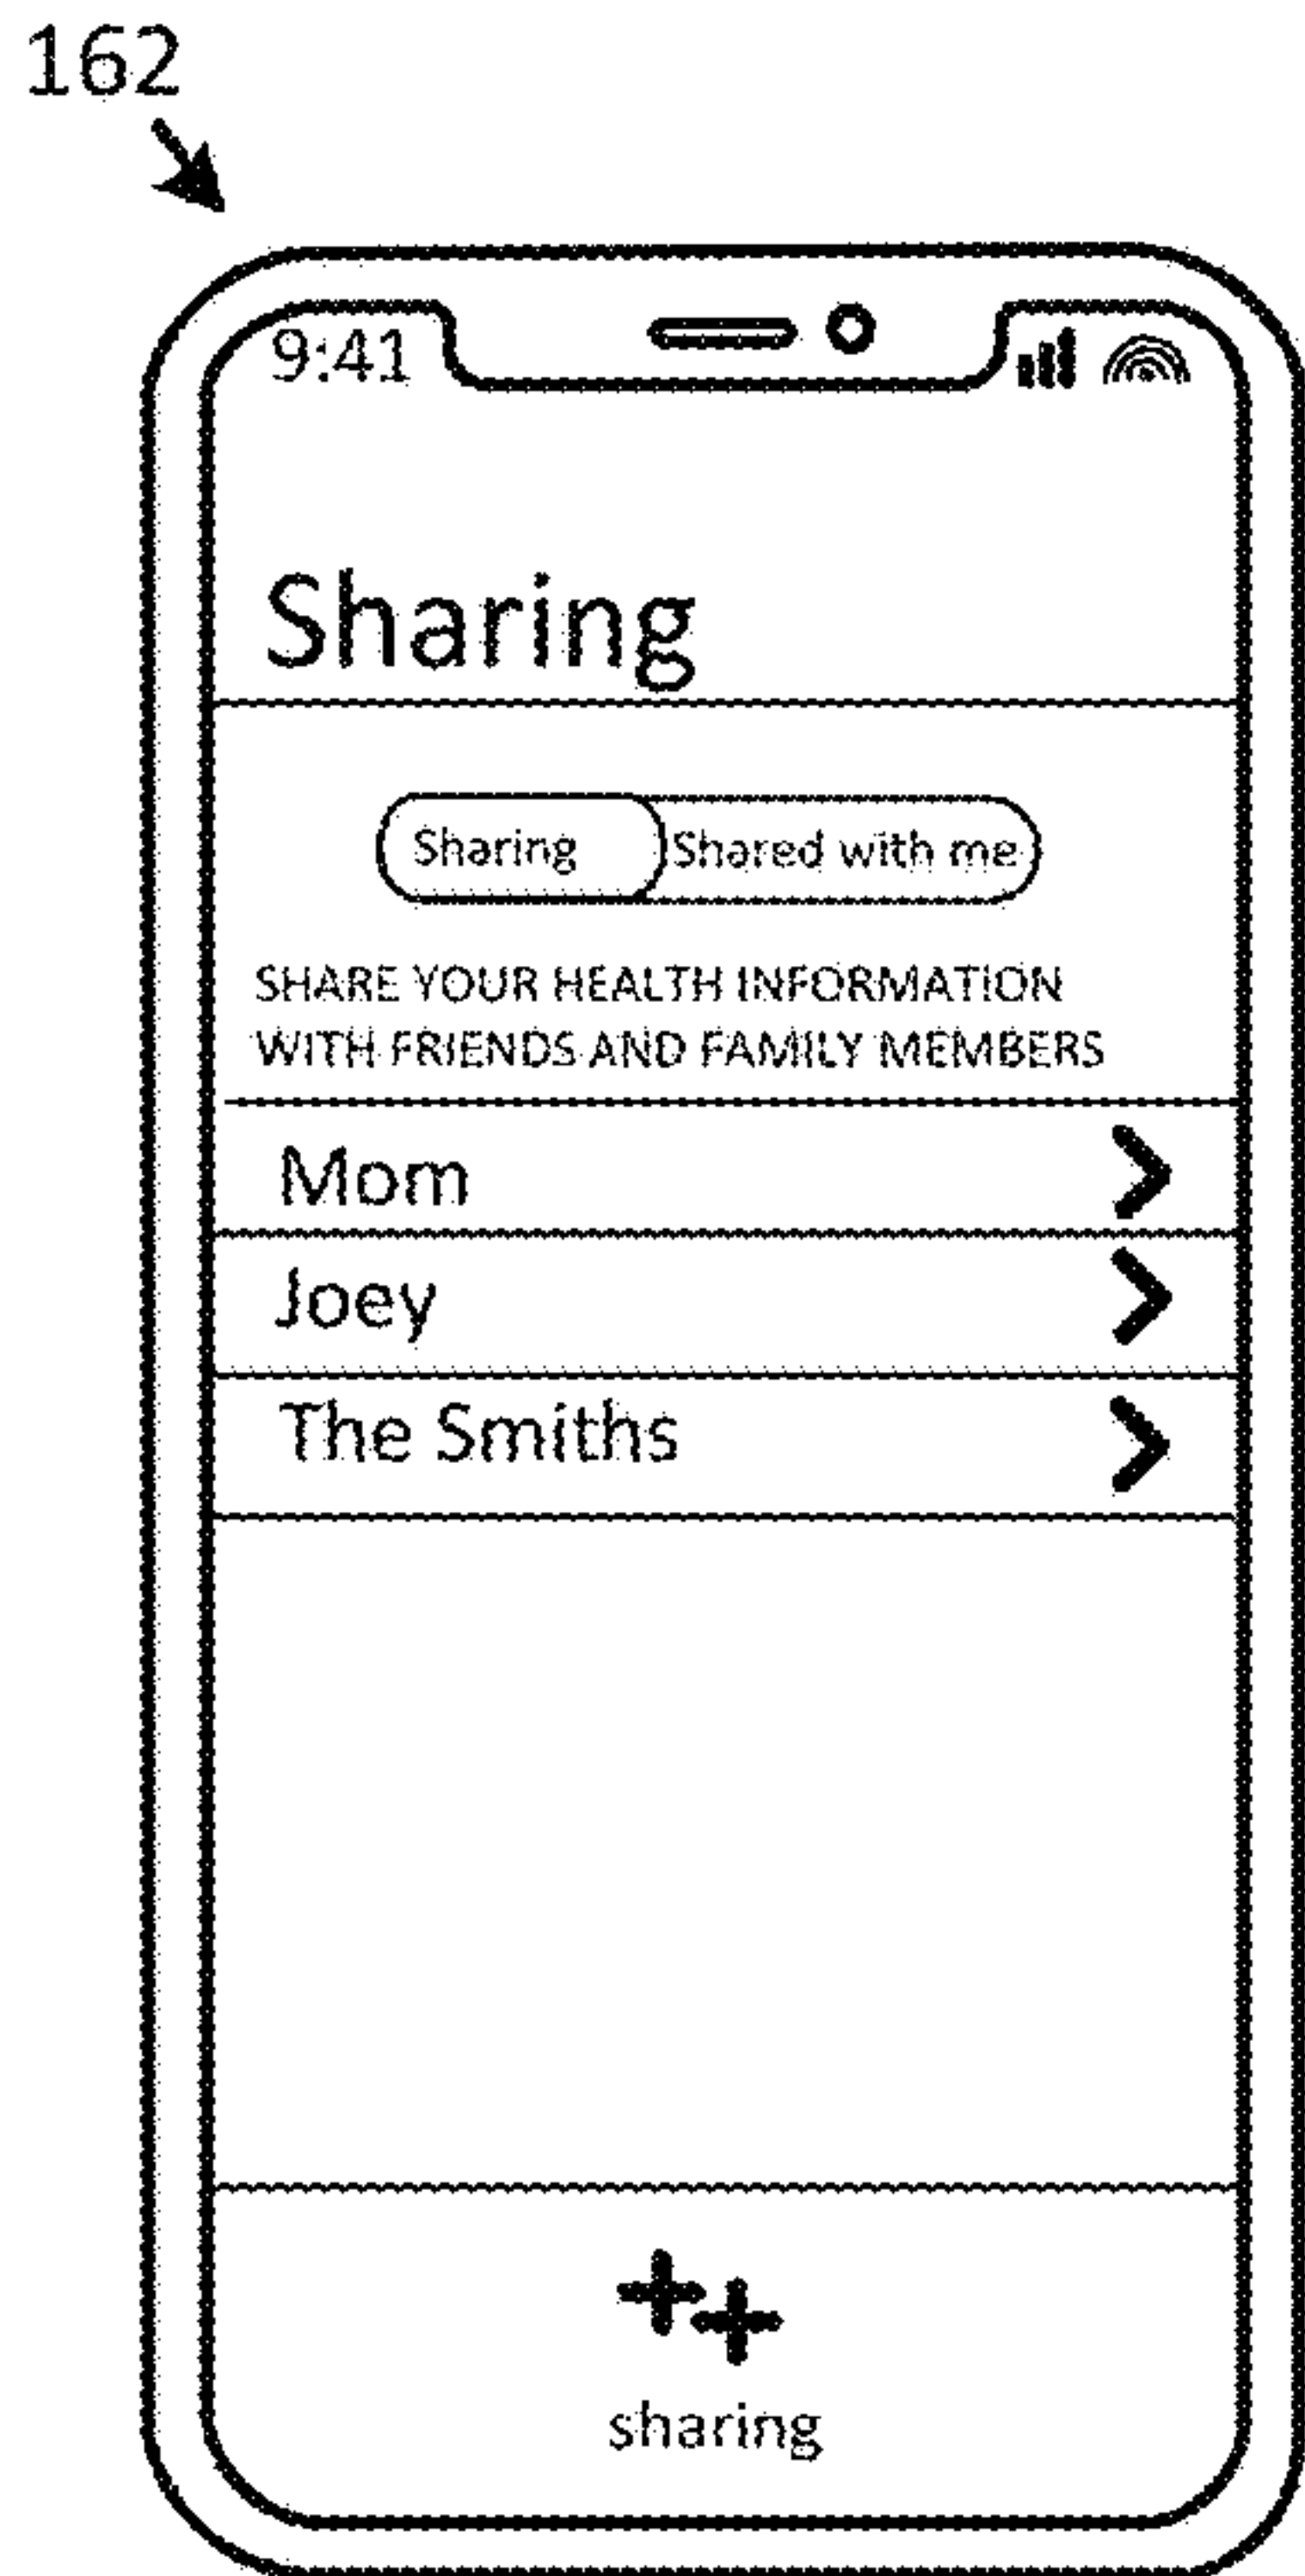 162
9:41
Sharing
Sharing Shared with me
SHARE YOUR HEALTH INFORMATION
WITH FRIENDS AND FAMILY MEMBERS
Mom
Joey
The Smiths
sharing